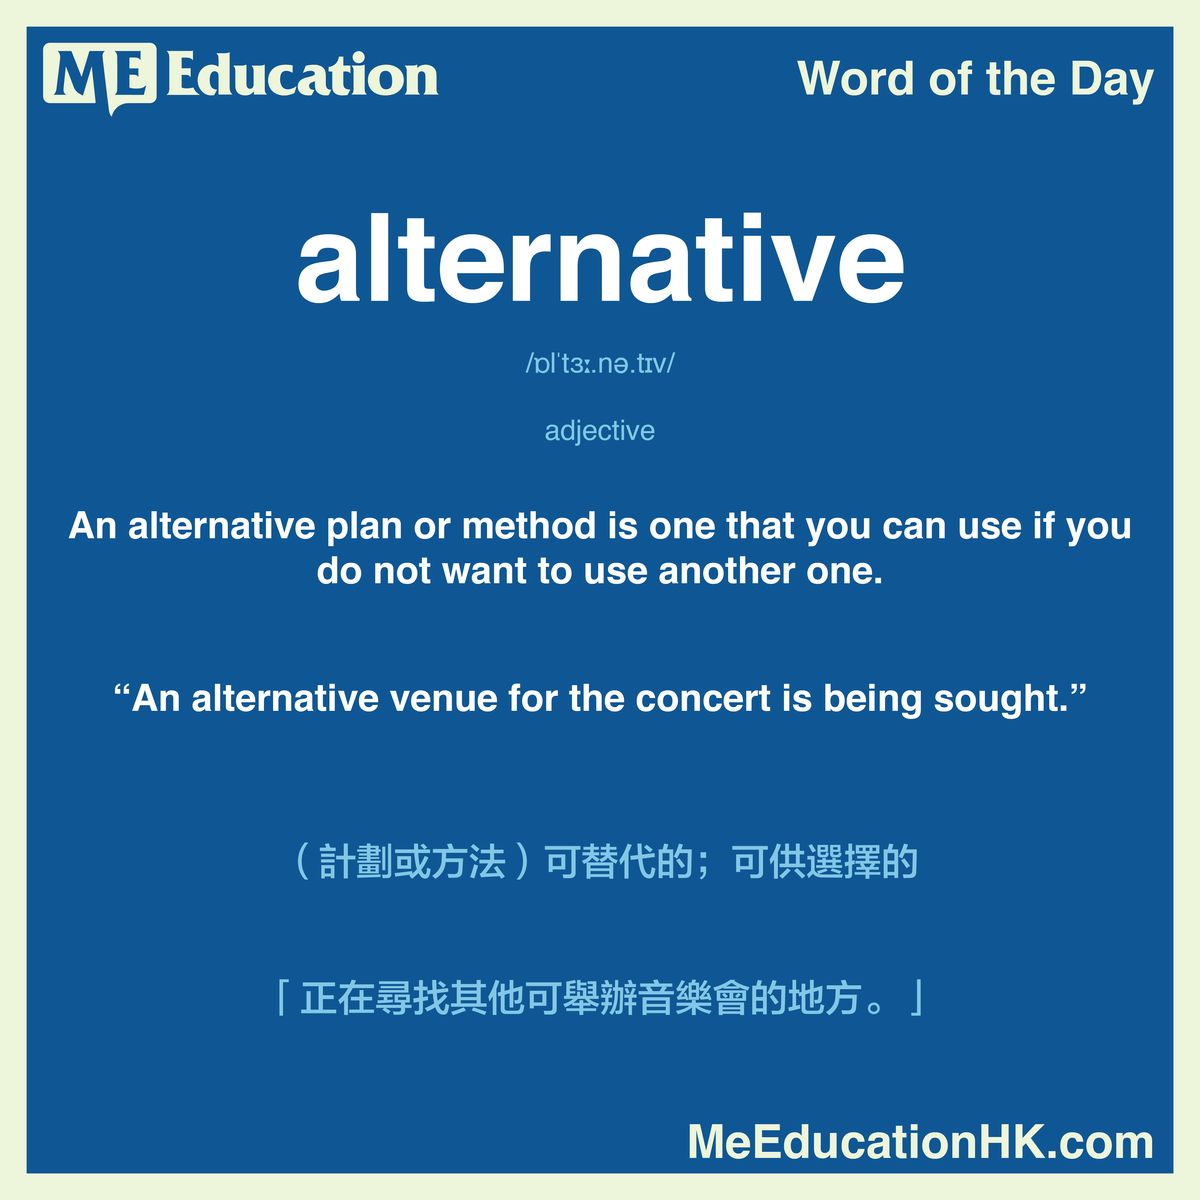 ME Education
Word of the Day
alternative
/ɒlˈtɜː.nə.tɪv/
adjective
An alternative plan or method is one that you can use if you
do not want to use another one.
“An alternative venue for the concert is being sought.”
（計劃或方法）可替代的；可供選擇的
「正在尋找其他可舉辦音樂會的地方。」
MeEducationHK.com